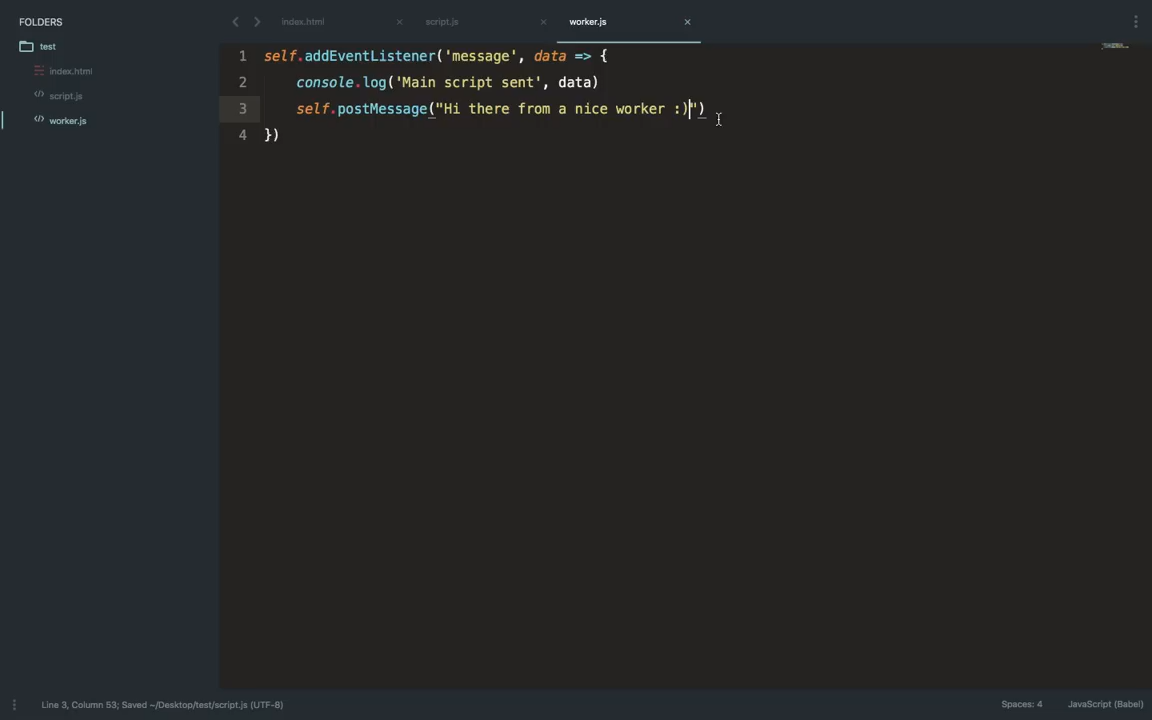 FOLDERS
test
index.html
script.js
worker.js
index.html × script.js × worker.js ×
1 self.addEventListener('message', data => {
2 console.log('Main script sent', data)
3 self.postMessage("Hi there from a nice worker :)")
4 })
Line 3, Column 53; Saved ~/Desktop/test/script.js (UTF-8) Spaces: 4 JavaScript (Babel)